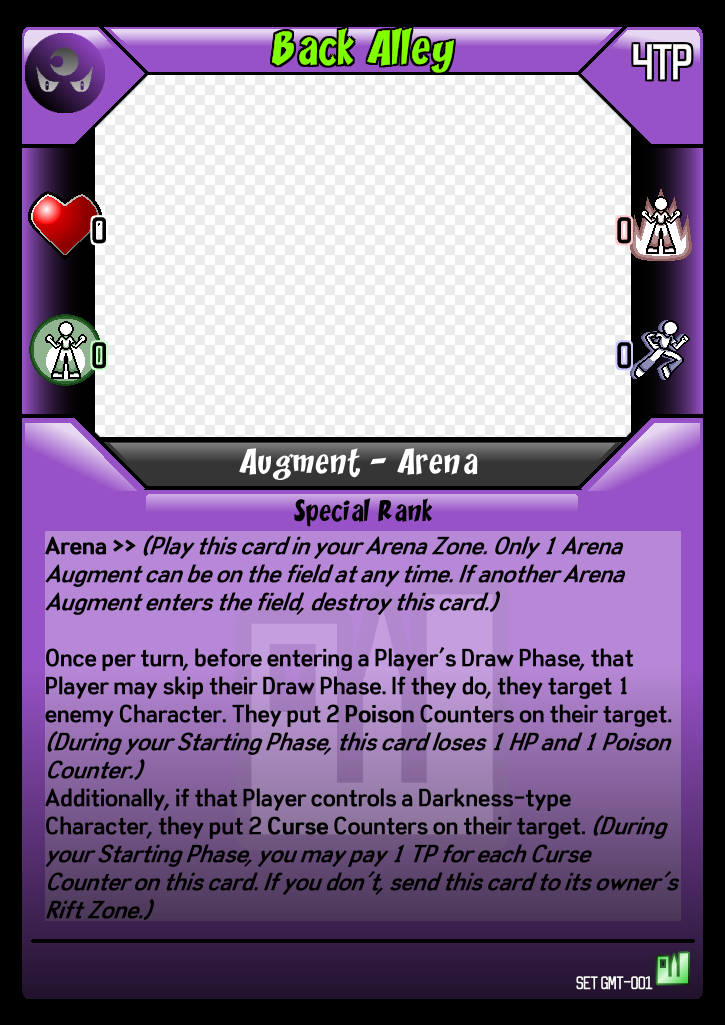 Back Alley
4TP
0
0
0
0
Augment - Arena
Special Rank
Arena >> (Play this card in your Arena Zone. Only 1 Arena
Augment can be on the field at any time. If another Arena
Augment enters the field, destroy this card.)
Once per turn, before entering a Player's Draw Phase, that
Player may skip their Draw Phase. If they do, they target 1
enemy Character. They put 2 Poison Counters on their target.
(During your Starting Phase, this card loses 1 HP and 1 Poison
Counter.)
Additionally, if that Player controls a Darkness-type
Character, they put 2 Curse Counters on their target. (During
your Starting Phase, you may pay 1 TP for each Curse
Counter on this card. If you don't, send this card to its owner's
Rift Zone.)
SET GMT-001